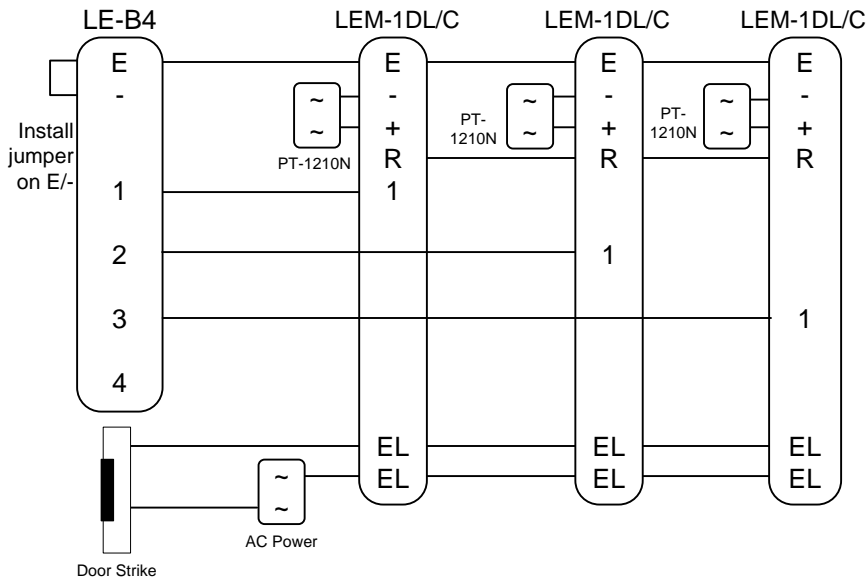 LE-B4
LEM-1DL/C
LEM-1DL/C
LEM-1DL/C
E
-
Install
jumper
on E/-
1
2
3
4
~
~
PT-1210N
E
-
+
R
1
EL
EL
PT-
1210N
~
~
E
-
+
R
1
EL
EL
PT-
1210N
~
~
E
-
+
R
1
EL
EL
~
~
AC Power
Door Strike